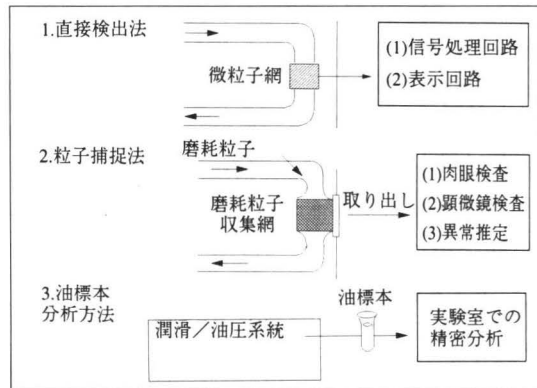 1.直接検出法
微粒子網
(1)信号処理回路
(2)表示回路
2.粒子捕捉法
磨耗粒子
磨耗粒子
収集網
取り出し
(1)肉眼検査
(2)顕微鏡検査
(3)異常推定
3.油標本
分析方法
潤滑／油圧系統
油標本
実験室での
精密分析